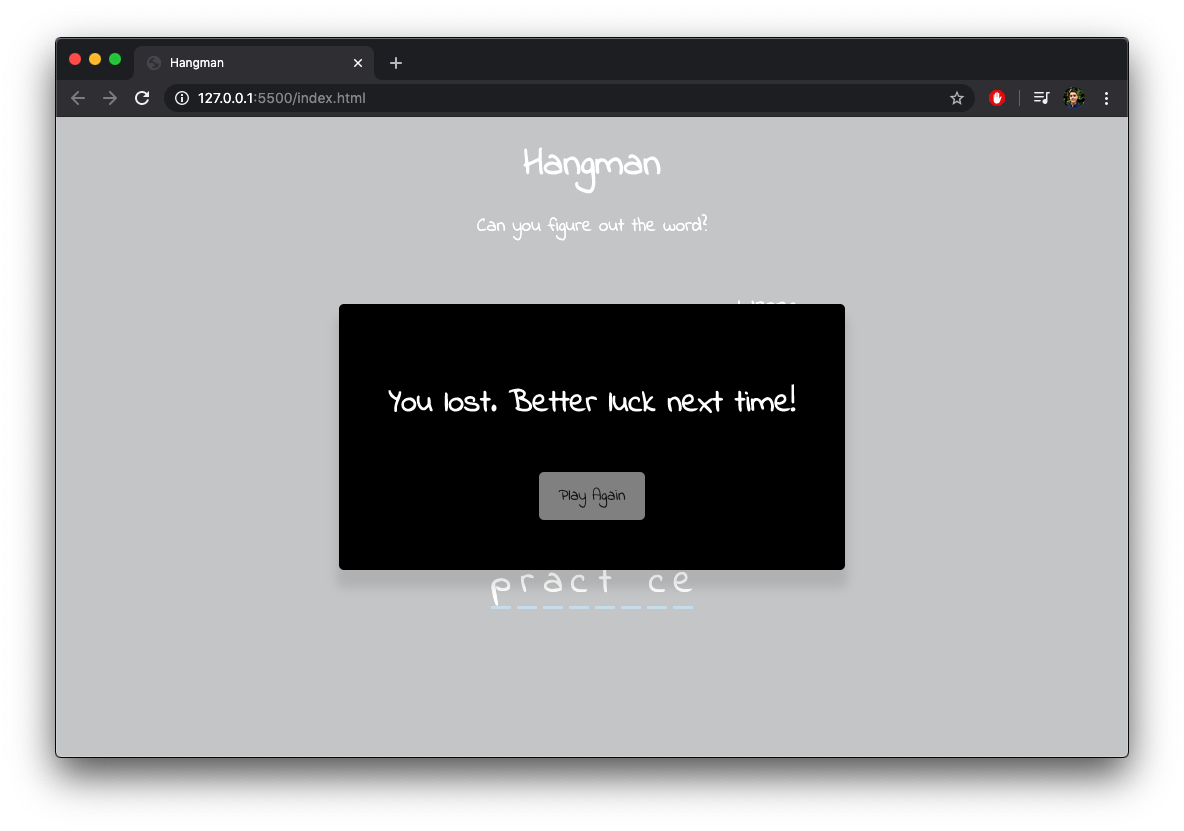 Hangman
127.0.0.1:5500/index.html
Hangman
Can you figure out the word?
You lost. Better luck next time!
Play Again
p r a c t   c e